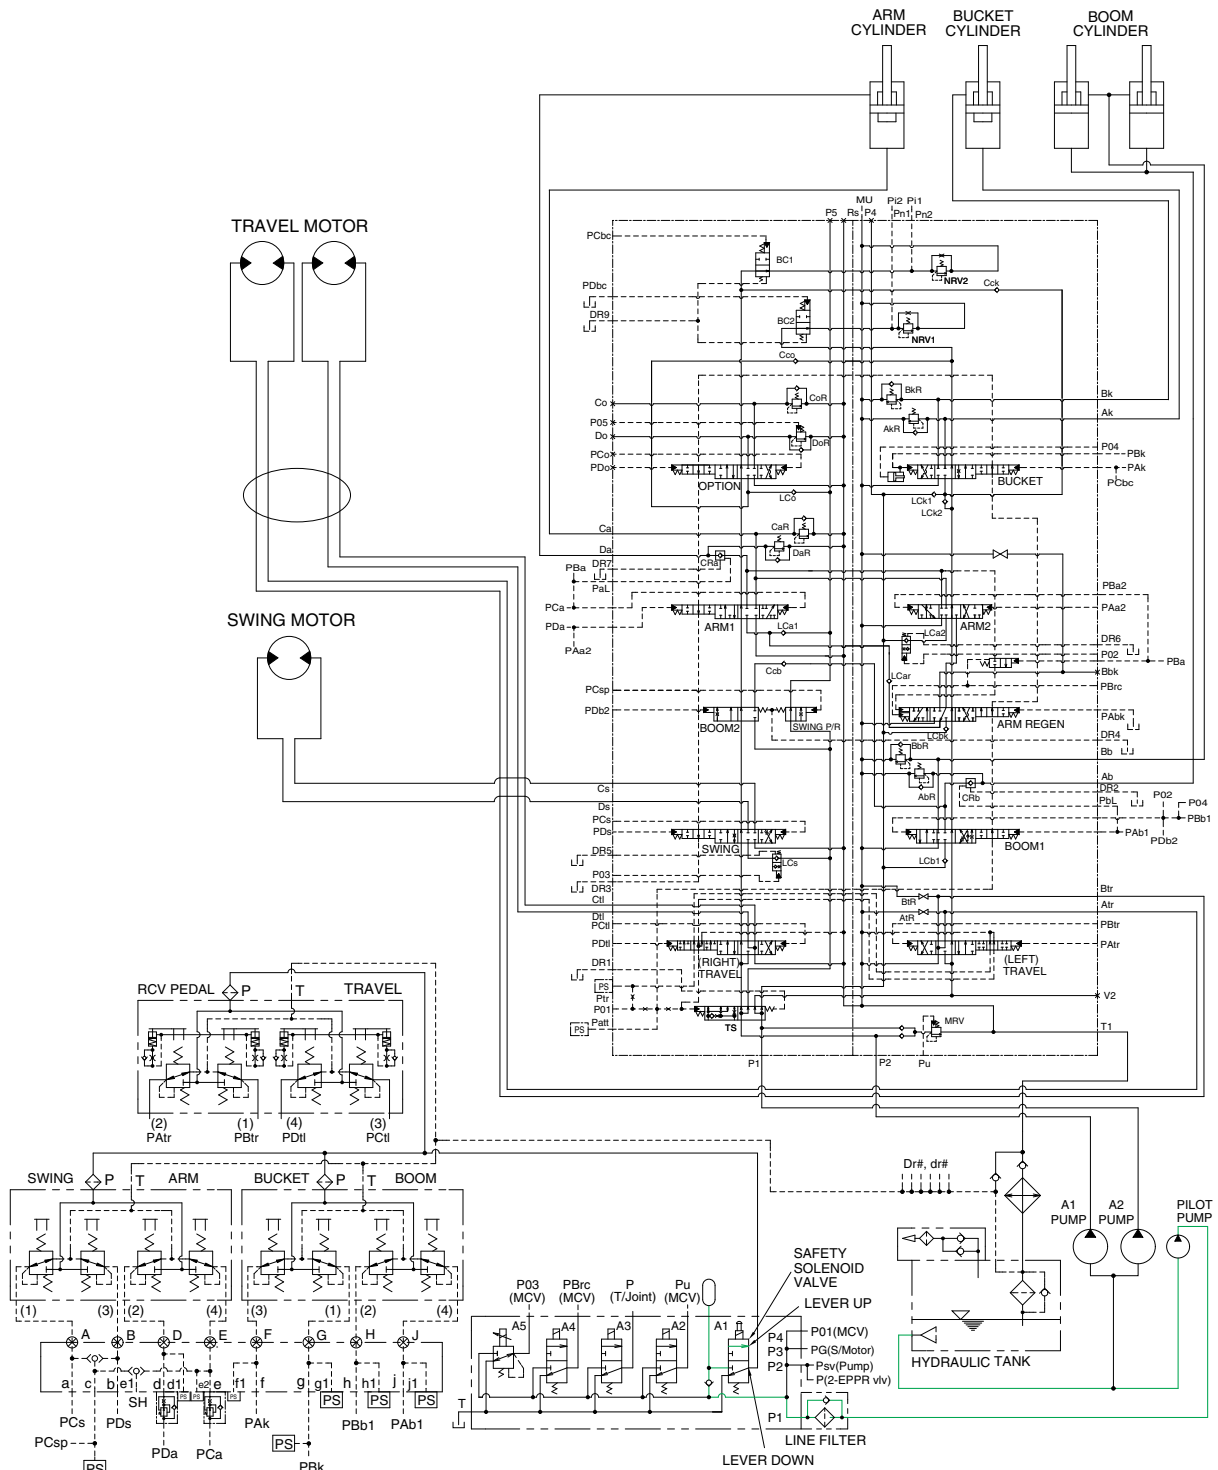 ARM
CYLINDER
BUCKET
CYLINDER
BOOM
CYLINDER
TRAVEL MOTOR
SWING MOTOR
P5
Rs
MU
P4
Pi2
Pi1
Pn1
Pn2
PCbc
BC1
NRV2
Cck
PDbc
DR9
BC2
NRV1
Cco
Co
CoR
BkR
Bk
AkR
Ak
P05
Do
DoR
P04
PCo
PBk
PDo
PAk
PCbc
OPTION
BUCKET
LCo
LCk1
LCk2
Ca
CaR
Da
DaR
CRa
DR7
PBa
PaL
PBa2
PCa
PAa2
PDa
ARM1
ARM2
PAa2
LCa1
LCa2
DR6
P02
PBa
Ccb
LCar
Bbk
PCsp
PBrc
PDb2
PAbk
BOOM2
SWING P/R
ARM REGEN
LCbk
DR4
BbR
Bb
AbR
CRb
Ab
DR2
P02
P04
PbL
PBb1
PAb1
PDb2
Cs
Ds
PCs
PDs
SWING
BOOM1
DR5
LCs
LCb1
P03
DR3
Ctl
BtR
Btr
AtR
Atr
Dtl
PCtl
PBtr
PDtl
PAtr
(RIGHT)
TRAVEL
(LEFT)
TRAVEL
DR1
PS
Ptr
P01
V2
PS
Patt
TS
MRV
T1
P1
P2
Pu
RCV PEDAL
P
T
TRAVEL
(2)
(1)
(4)
(3)
PAtr
PBtr
PDtl
PCtl
SWING
P
T
ARM
BUCKET
P
T
BOOM
(1)
(3)
(2)
(4)
(3)
(1)
(2)
(4)
A
B
D
E
F
G
H
J
a
c
b
e1
d
d1
e2
e
f1
f
g
g1
h
h1
j
j1
SH
PS
PS
PS
PS
PS
PS
PCs
PDs
PAk
PBb1
PAb1
PCsp
PDa
PCa
PS
PBk
PS
Dr#, dr#
A1
PUMP
A2
PUMP
PILOT
PUMP
HYDRAULIC TANK
P03
(MCV)
PBrc
(MCV)
P
(T/Joint)
Pu
(MCV)
SAFETY
SOLENOID
VALVE
LEVER UP
A5
A4
A3
A2
A1
P4
P01(MCV)
P3
PG(S/Motor)
P2
Psv(Pump)
P(2-EPPR vlv)
T
P1
LINE FILTER
LEVER DOWN